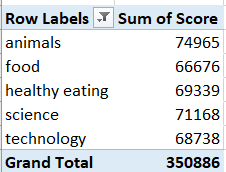 Row Labels Sum of Score
animals 74965
food 66676
healthy eating 69339
science 71168
technology 68738
Grand Total 350886